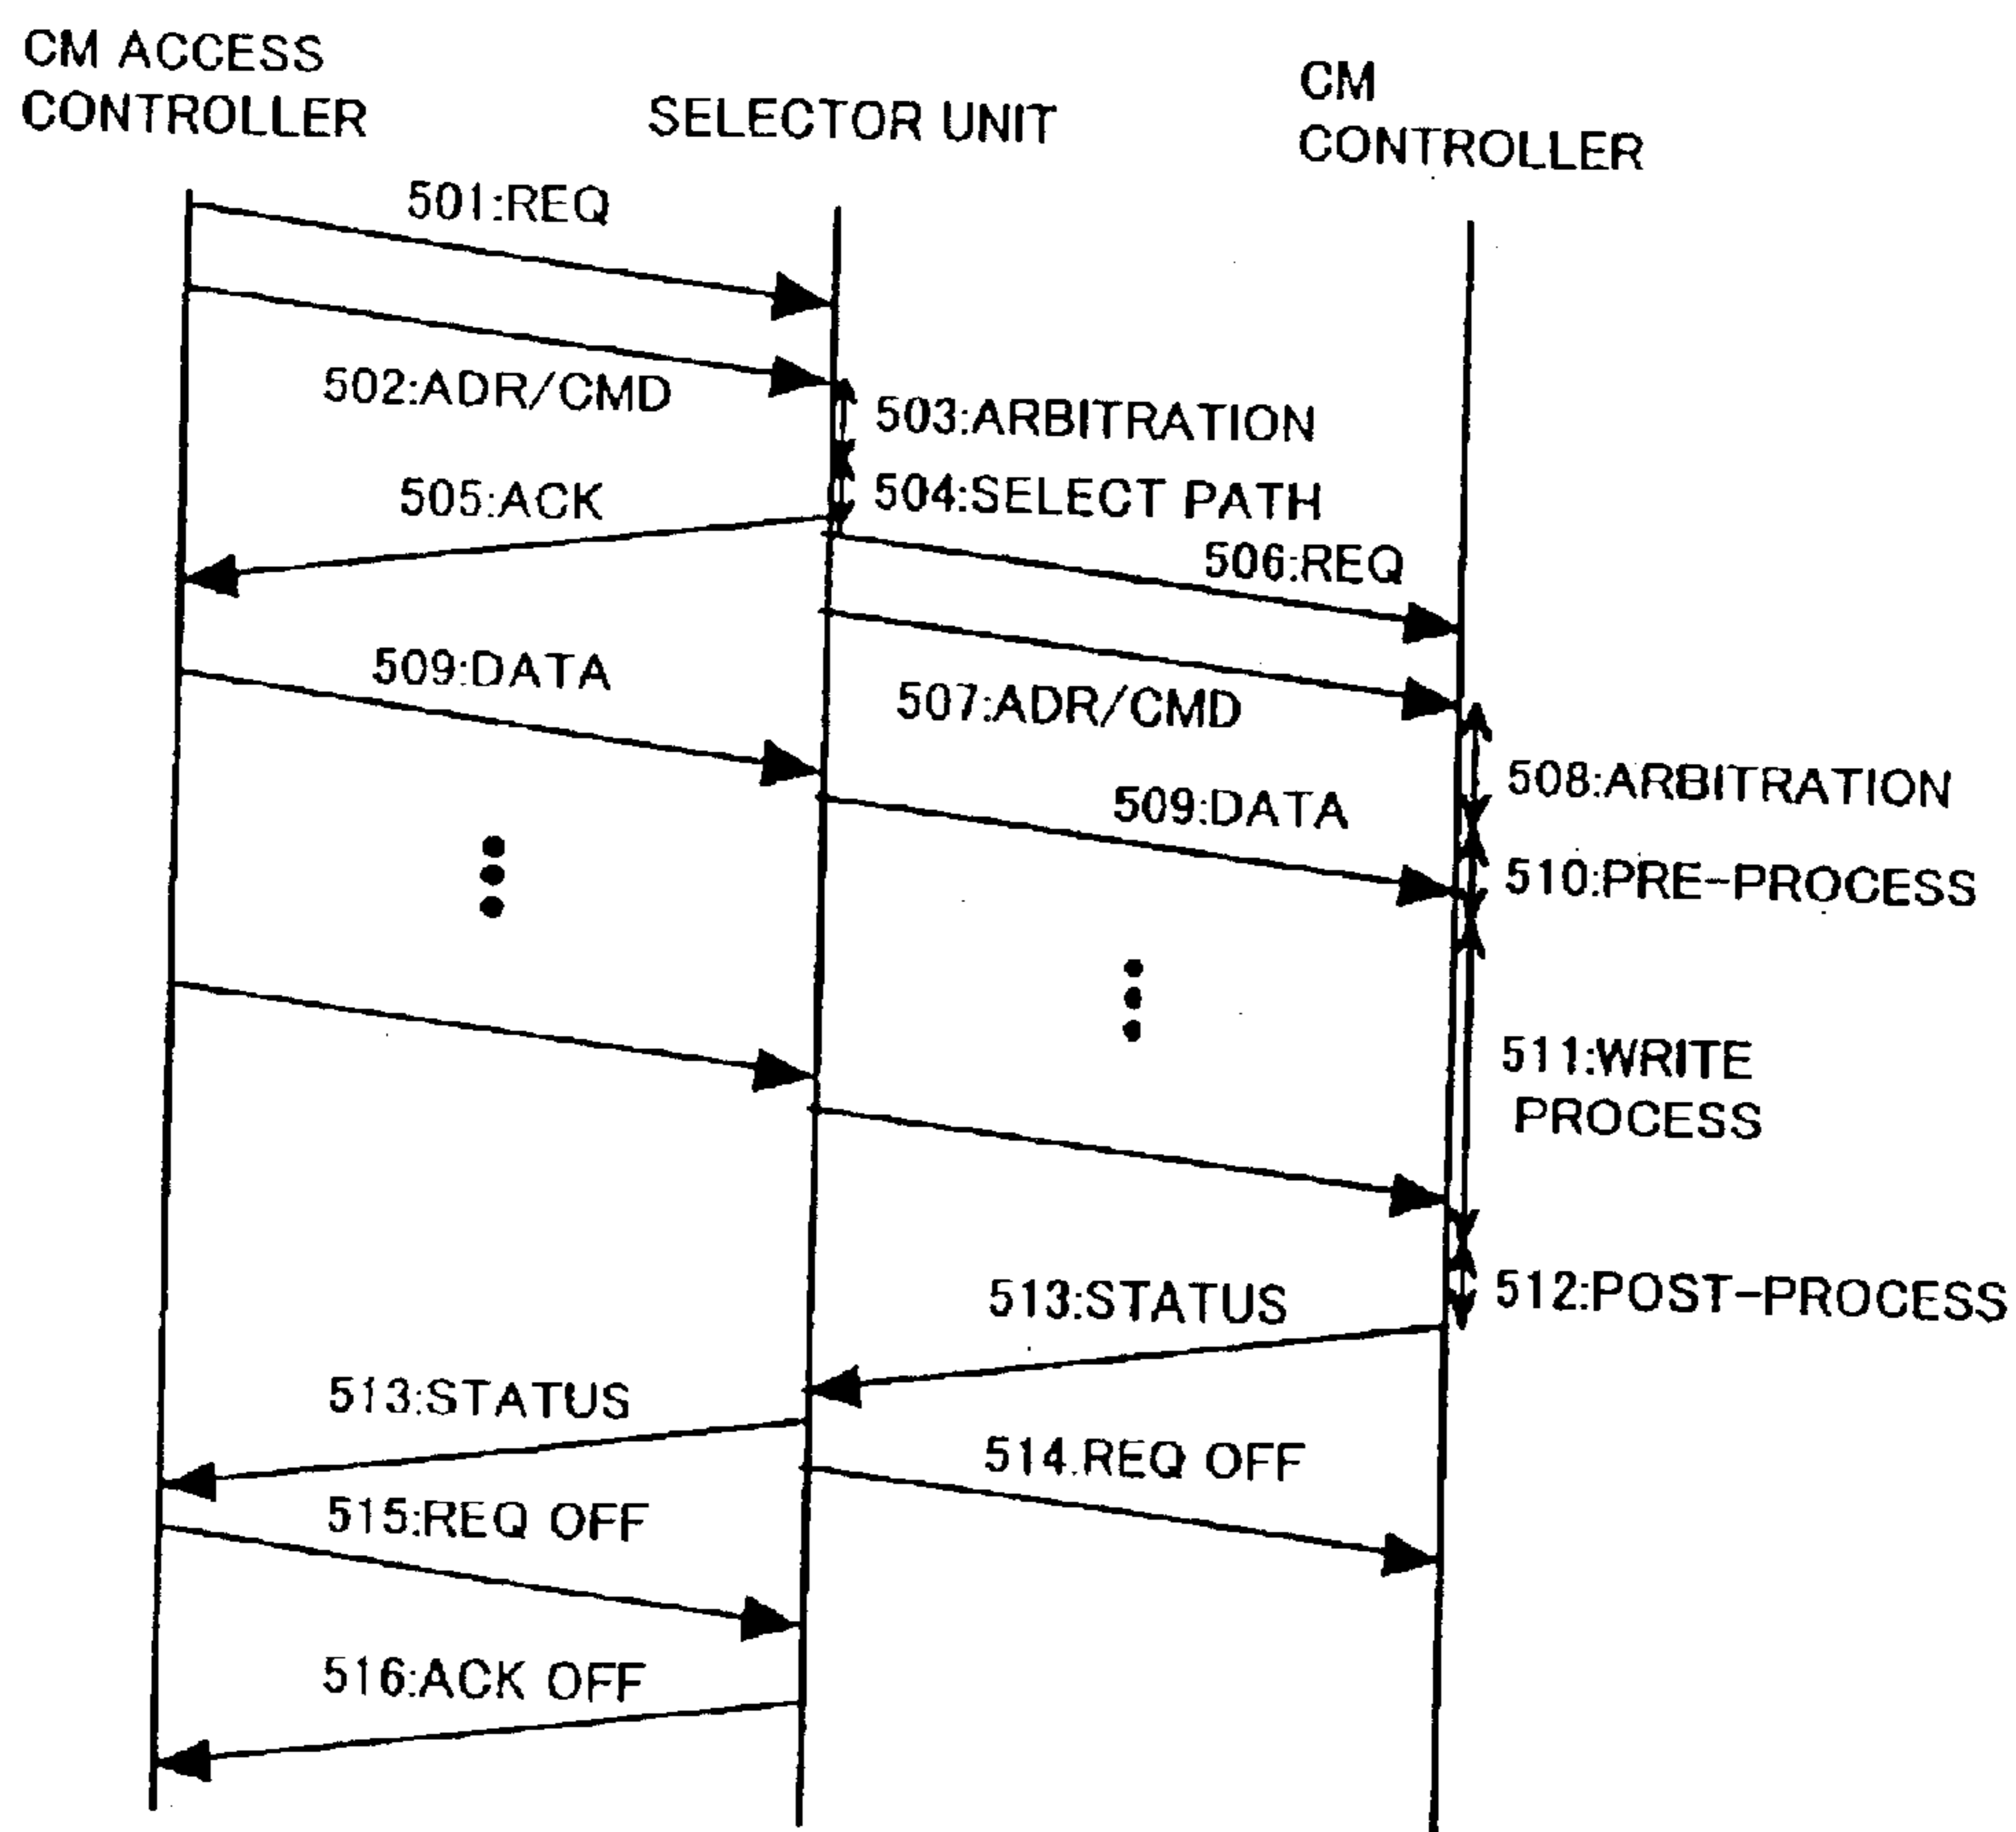 CM ACCESS
CONTROLLER
SELECTOR UNIT
CM
CONTROLLER
501:REQ
502:ADR/CMD
503:ARBITRATION
504:SELECT PATH
505:ACK
506:REQ
507:ADR/CMD
509:DATA
508:ARBITRATION
509:DATA
510:PRE-PROCESS
511:WRITE
PROCESS
512:POST-PROCESS
513:STATUS
513:STATUS
514.REQ OFF
515:REQ OFF
516:ACK OFF